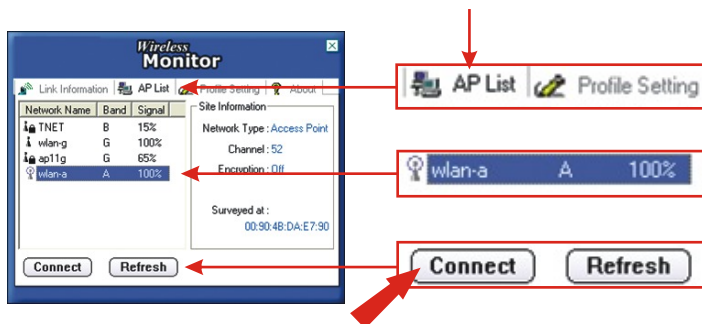 Wireless
Monitor
Link Information AP List Profile Setting About
Network Name Band Signal
TNET B 15%
wlan-g G 100%
ap11g G 65%
wlan-a A 100%
Site Information
Network Type : Access Point
Channel : 52
Encryption : Off
Surveyed at :
00:90:4B:DA:E7:90
Connect Refresh
AP List Profile Setting
wlan-a A 100%
Connect Refresh